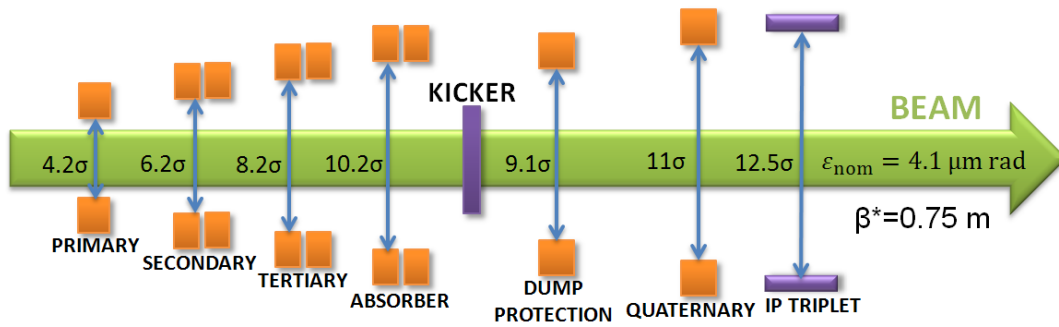 KICKER
BEAM
4.2σ
6.2σ
8.2σ
10.2σ
9.1σ
11σ
12.5σ
εnom = 4.1 μm rad
β*=0.75 m
PRIMARY
SECONDARY
TERTIARY
ABSORBER
DUMP
PROTECTION
QUATERNARY
IP TRIPLET